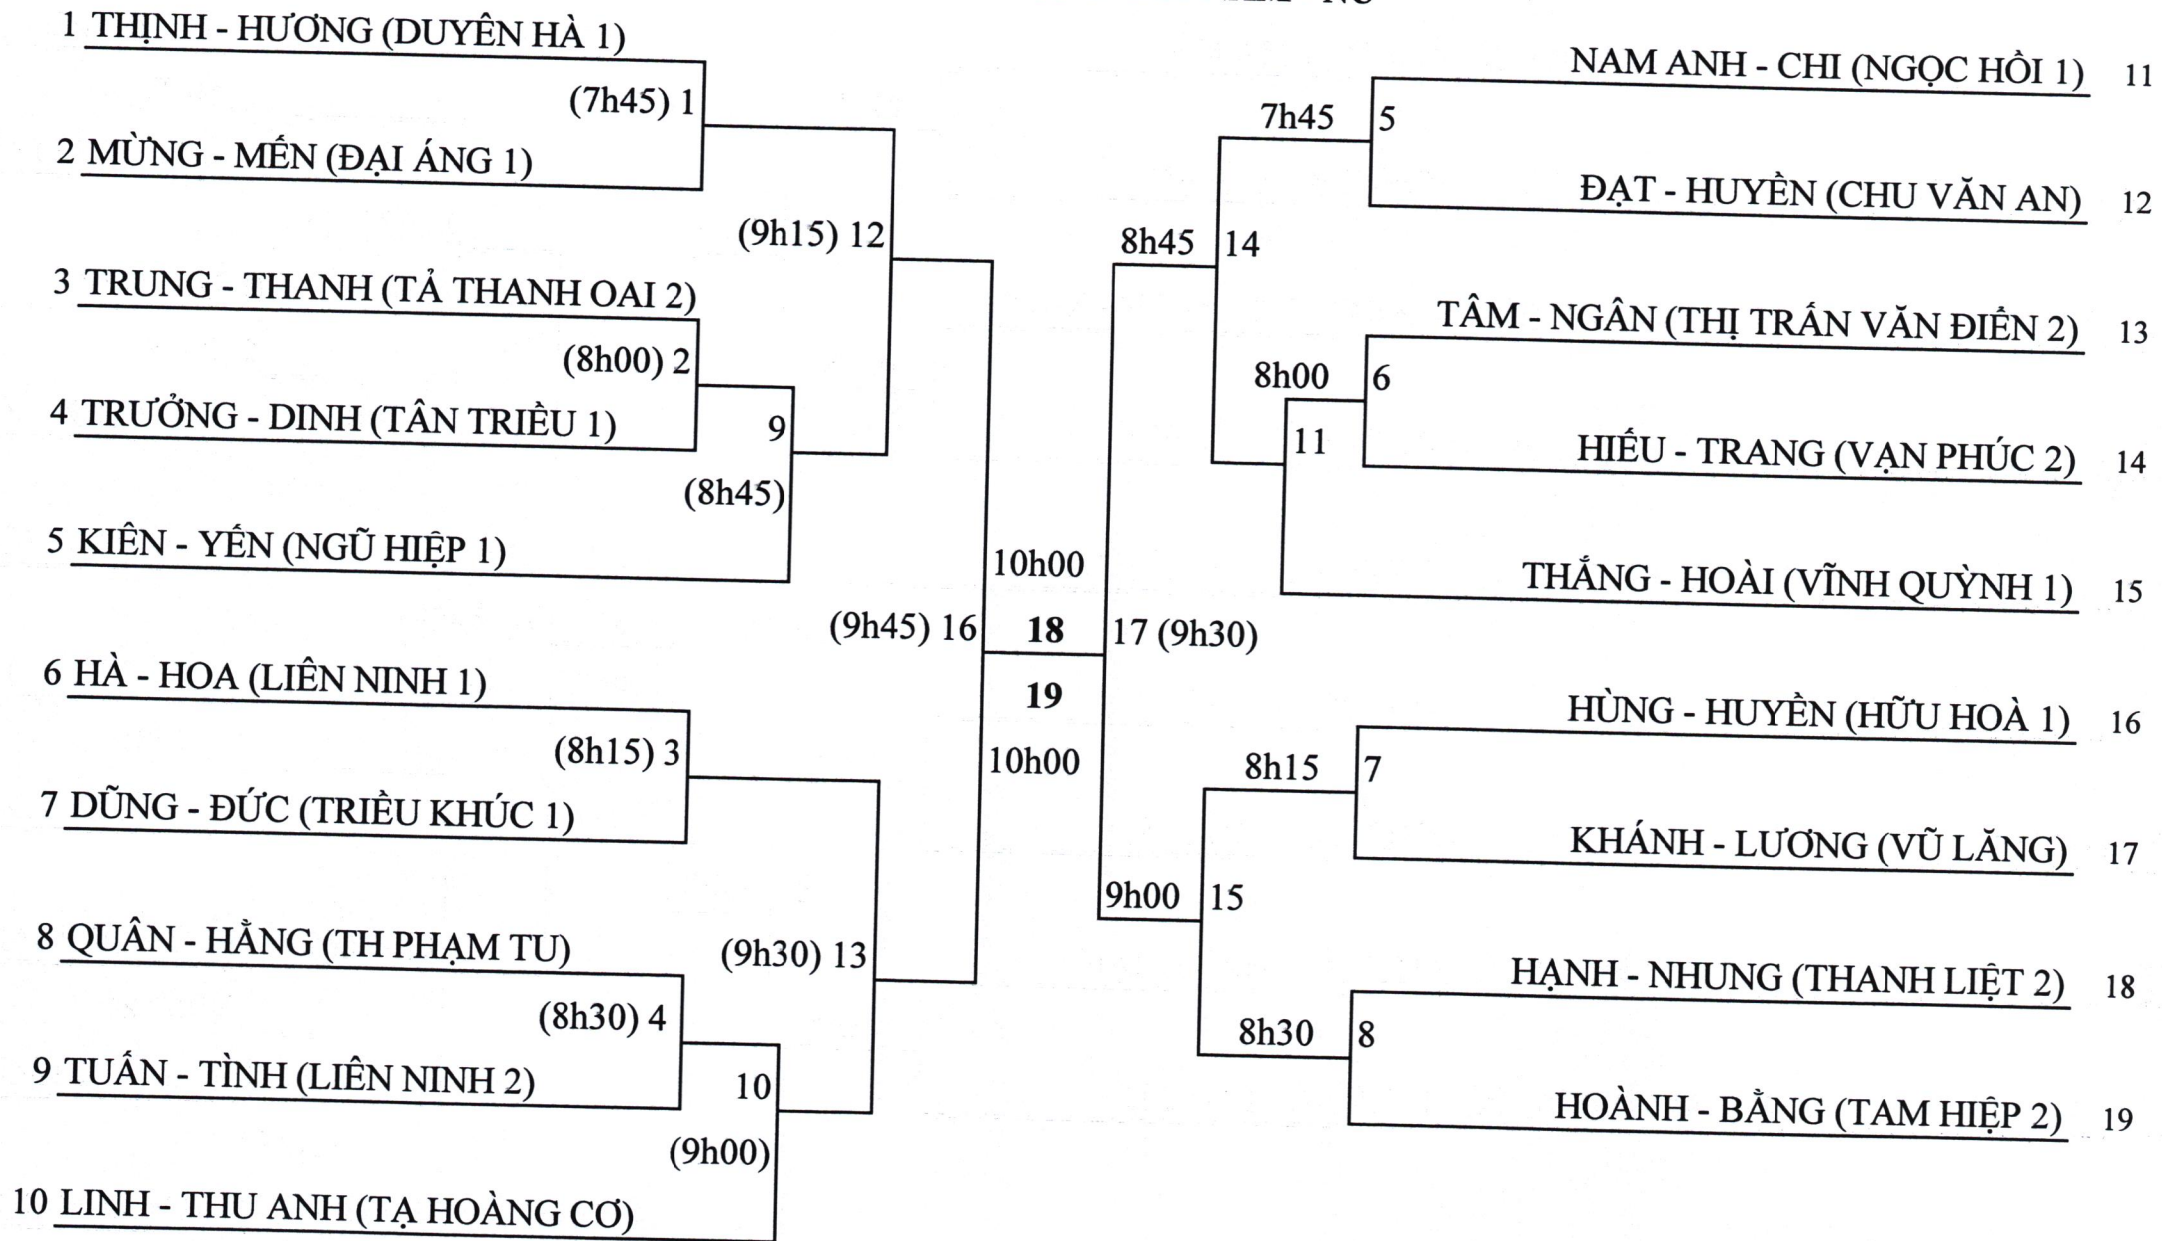 1 THỊNH - HƯƠNG (DUYÊN HÀ 1)
(7h45) 1
2 MỪNG - MẾN (ĐẠI ÁNG 1)
(9h15) 12
3 TRUNG - THANH (TẢ THANH OAI 2)
(8h00) 2
4 TRƯỞNG - DINH (TÂN TRIỀU 1)
9
(8h45)
5 KIÊN - YẾN (NGŨ HIỆP 1)
(9h45) 16
6 HÀ - HOA (LIÊN NINH 1)
(8h15) 3
7 DŨNG - ĐỨC (TRIỀU KHÚC 1)
8 QUÂN - HẰNG (TH PHẠM TU)
(9h30) 13
(8h30) 4
9 TUẤN - TÌNH (LIÊN NINH 2)
10
(9h00)
10 LINH - THU ANH (TẠ HOÀNG CƠ)
10h00
18
19
10h00
NAM ANH - CHI (NGỌC HỒI 1) 11
7h45 5
ĐẠT - HUYỀN (CHU VĂN AN) 12
8h45 14
TÂM - NGÂN (THỊ TRẤN VĂN ĐIỂN 2) 13
8h00 6
11
HIẾU - TRANG (VẠN PHÚC 2) 14
THẮNG - HOÀI (VĨNH QUỲNH 1) 15
17 (9h30)
HÙNG - HUYỀN (HỮU HOÀ 1) 16
8h15 7
KHÁNH - LƯƠNG (VŨ LĂNG) 17
9h00 15
HẠNH - NHUNG (THANH LIỆT 2) 18
8h30 8
HOÀNH - BẰNG (TAM HIỆP 2) 19